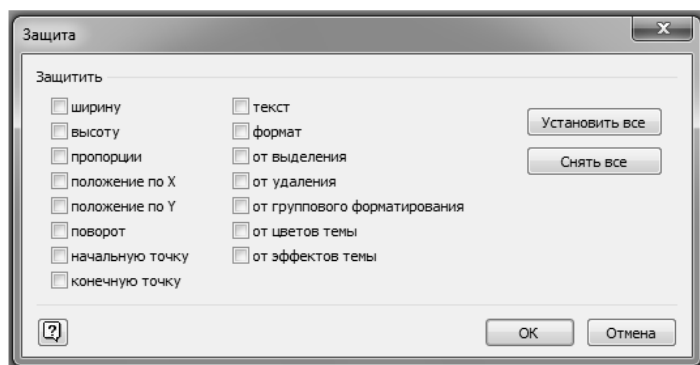 Защита
Защитить
ширину
высоту
пропорции
положение по X
положение по Y
поворот
начальную точку
конечную точку
текст
формат
от выделения
от удаления
от группового форматирования
от цветов темы
от эффектов темы
Установить все
Снять все
ОК
Отмена